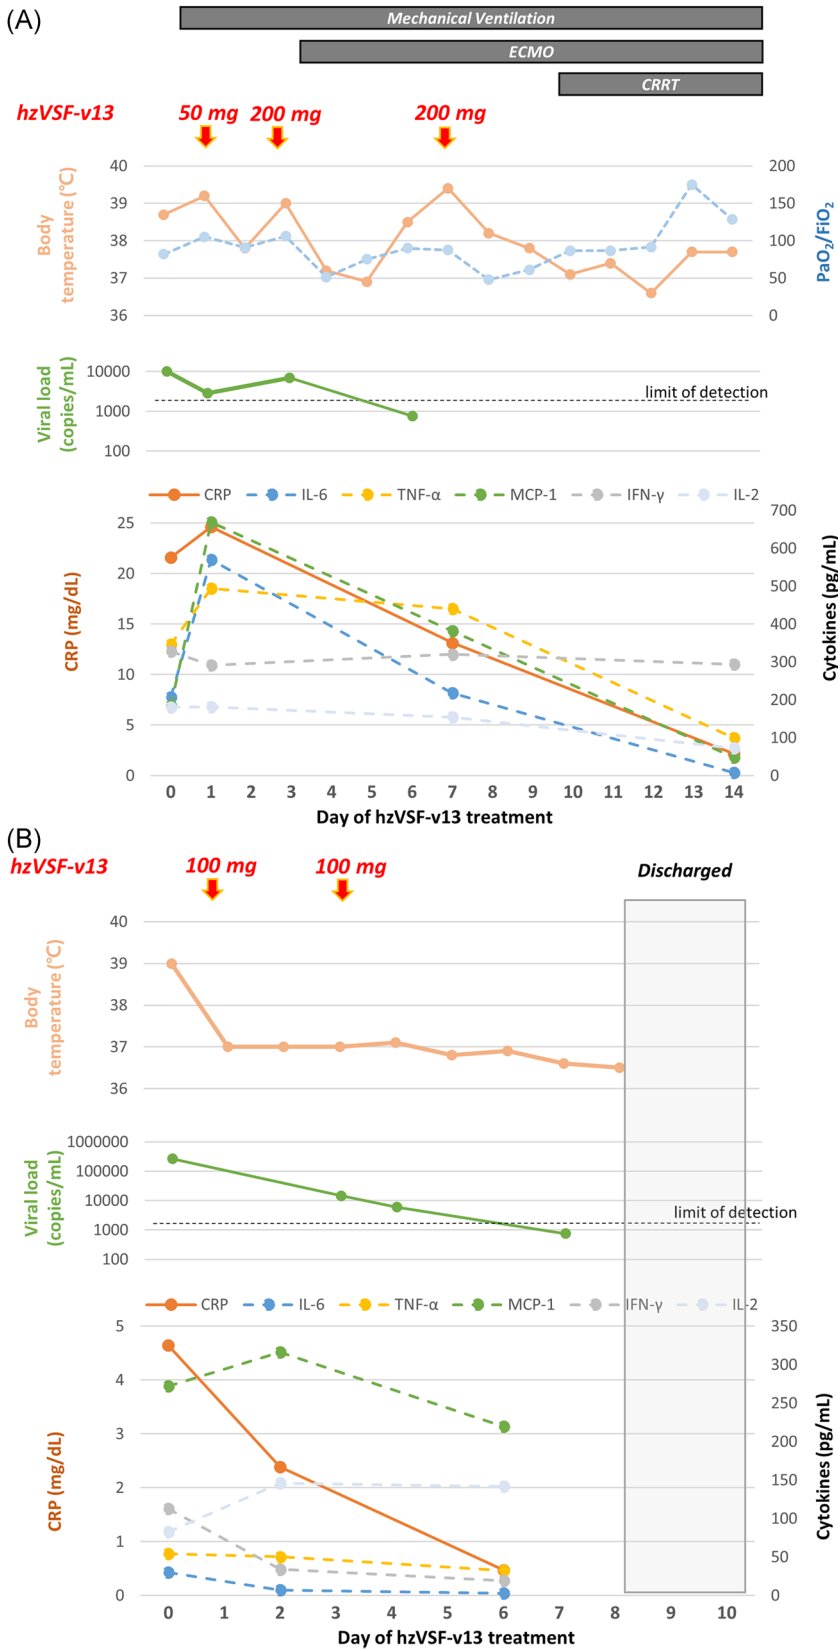 (A)
Mechanical Ventilation
ECMO
CRRT
hzVSF-v13 50 mg 200 mg 200 mg
Body
temperature (℃)
40
39
38
37
36
200
150
100
50
0
PaO2/FiO2
Viral load
(copies/mL)
10000
1000
100
limit of detection
CRP IL-6 TNF-α MCP-1 IFN-γ IL-2
CRP (mg/dL)
25
20
15
10
5
0
700
600
500
400
300
200
100
0
Cytokines (pg/mL)
0 1 2 3 4 5 6 7 8 9 10 11 12 13 14
Day of hzVSF-v13 treatment
(B)
hzVSF-v13 100 mg 100 mg Discharged
Body
temperature (℃)
40
39
38
37
36
Viral load
(copies/mL)
1000000
100000
10000
1000
100
limit of detection
CRP IL-6 TNF-α MCP-1 IFN-γ IL-2
CRP (mg/dL)
5
4
3
2
1
0
350
300
250
200
150
100
50
0
Cytokines (pg/mL)
0 1 2 3 4 5 6 7 8 9 10
Day of hzVSF-v13 treatment